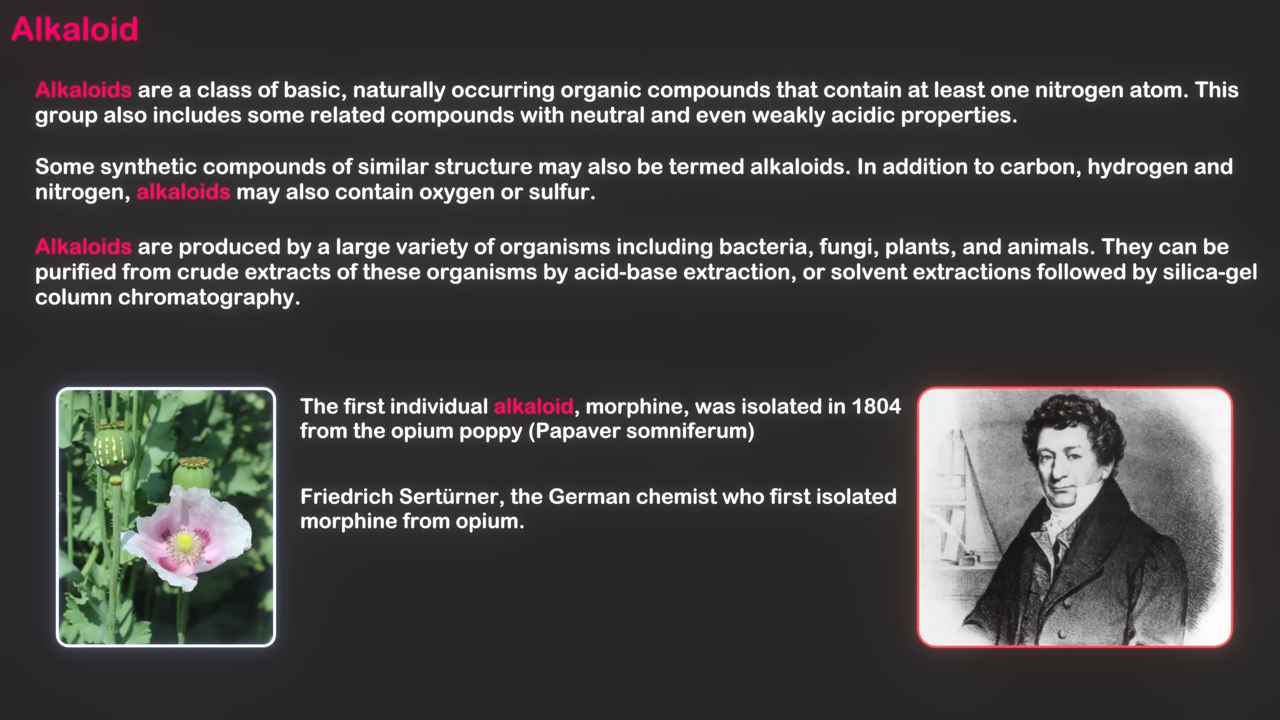 Alkaloid
Alkaloids are a class of basic, naturally occurring organic compounds that contain at least one nitrogen atom. This
group also includes some related compounds with neutral and even weakly acidic properties.
Some synthetic compounds of similar structure may also be termed alkaloids. In addition to carbon, hydrogen and
nitrogen, alkaloids may also contain oxygen or sulfur.
Alkaloids are produced by a large variety of organisms including bacteria, fungi, plants, and animals. They can be
purified from crude extracts of these organisms by acid-base extraction, or solvent extractions followed by silica-gel
column chromatography.
The first individual alkaloid, morphine, was isolated in 1804
from the opium poppy (Papaver somniferum)
Friedrich Sertürner, the German chemist who first isolated
morphine from opium.